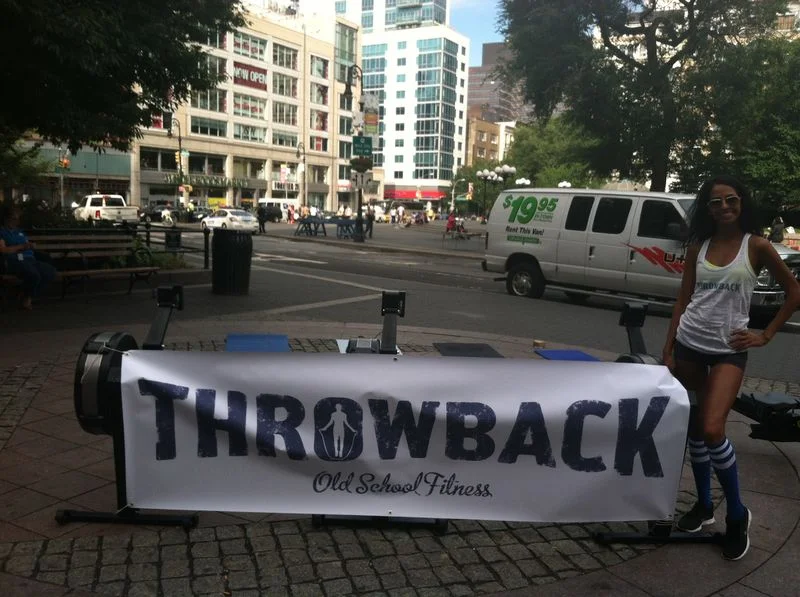 NOW OPEN
$19.95
Rent This Van!
U-
THROWBACK
THROWBACK
Old School Fitness